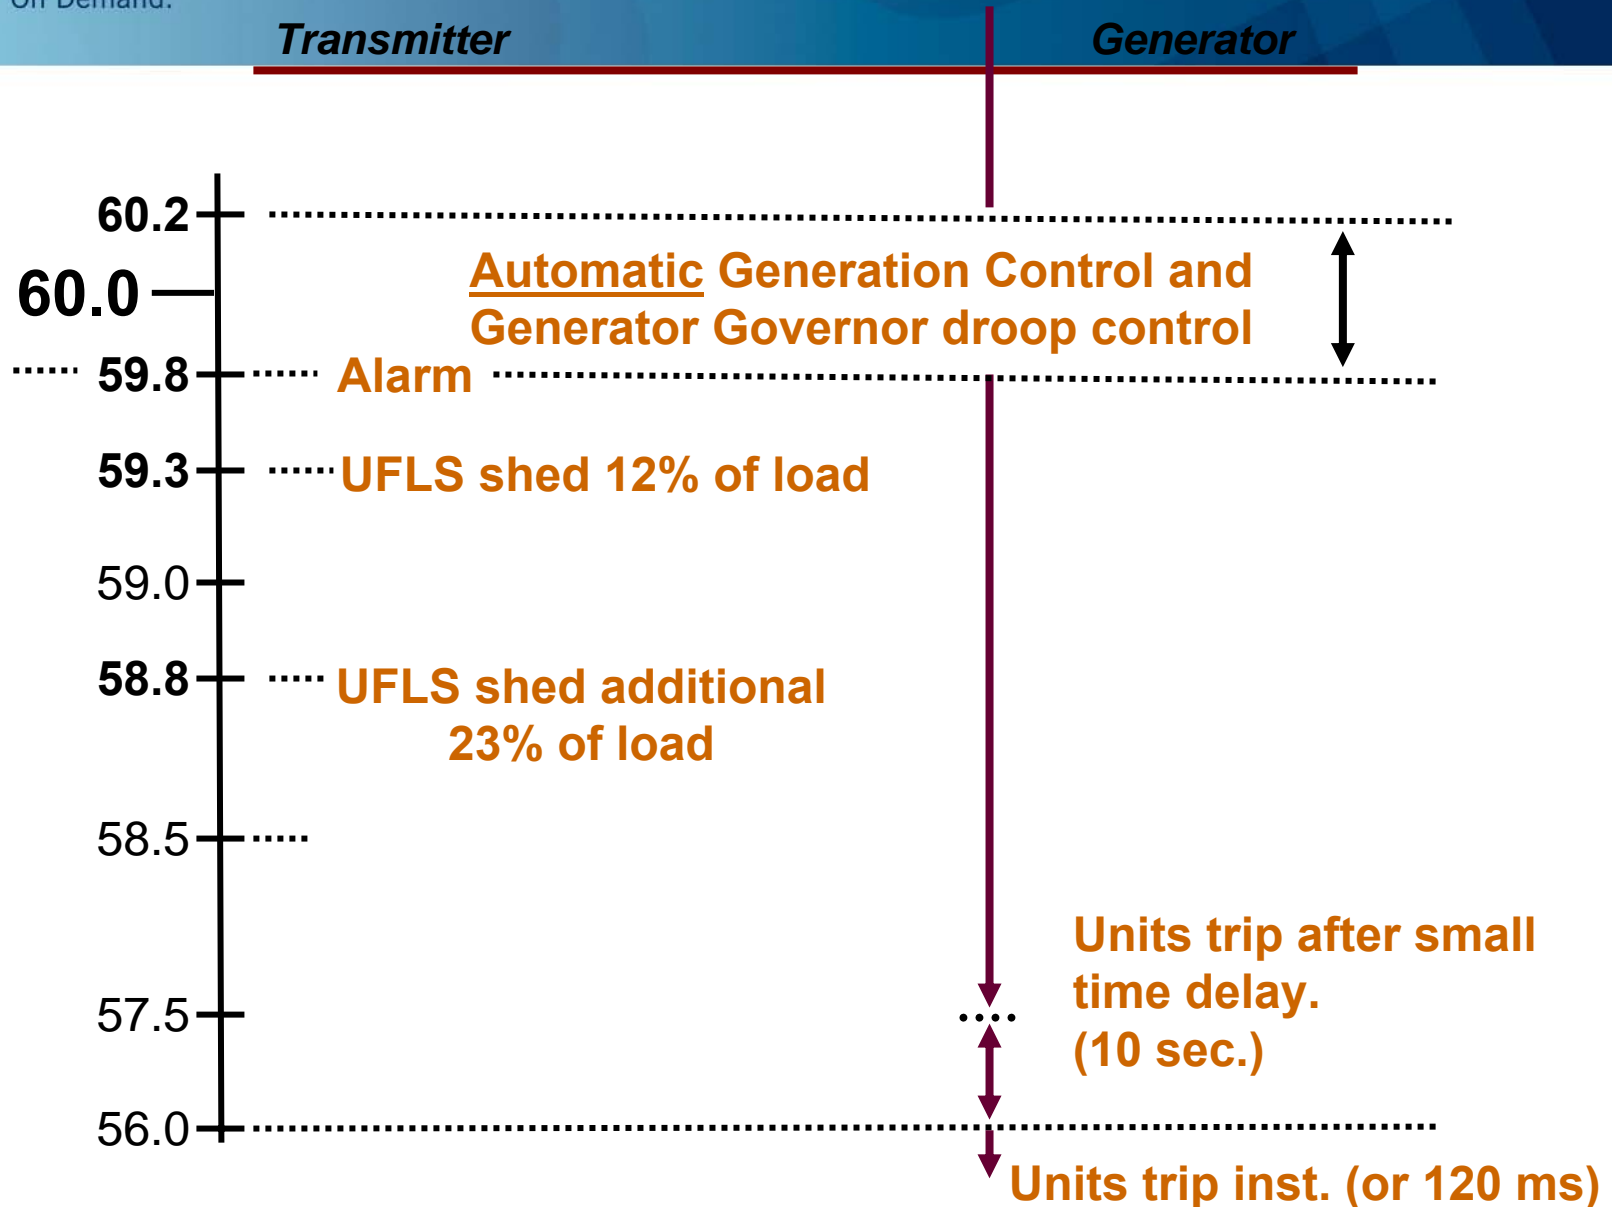 On Demand.
Transmitter Generator
60.2
Automatic Generation Control and
60.0
Generator Governor droop control
59.8 Alarm
59.3 UFLS shed 12% of load
59.0
58.8 UFLS shed additional
23% of load
58.5
Units trip after small
time delay.
57.5
(10 sec.)
56.0
Units trip inst. (or 120 ms)